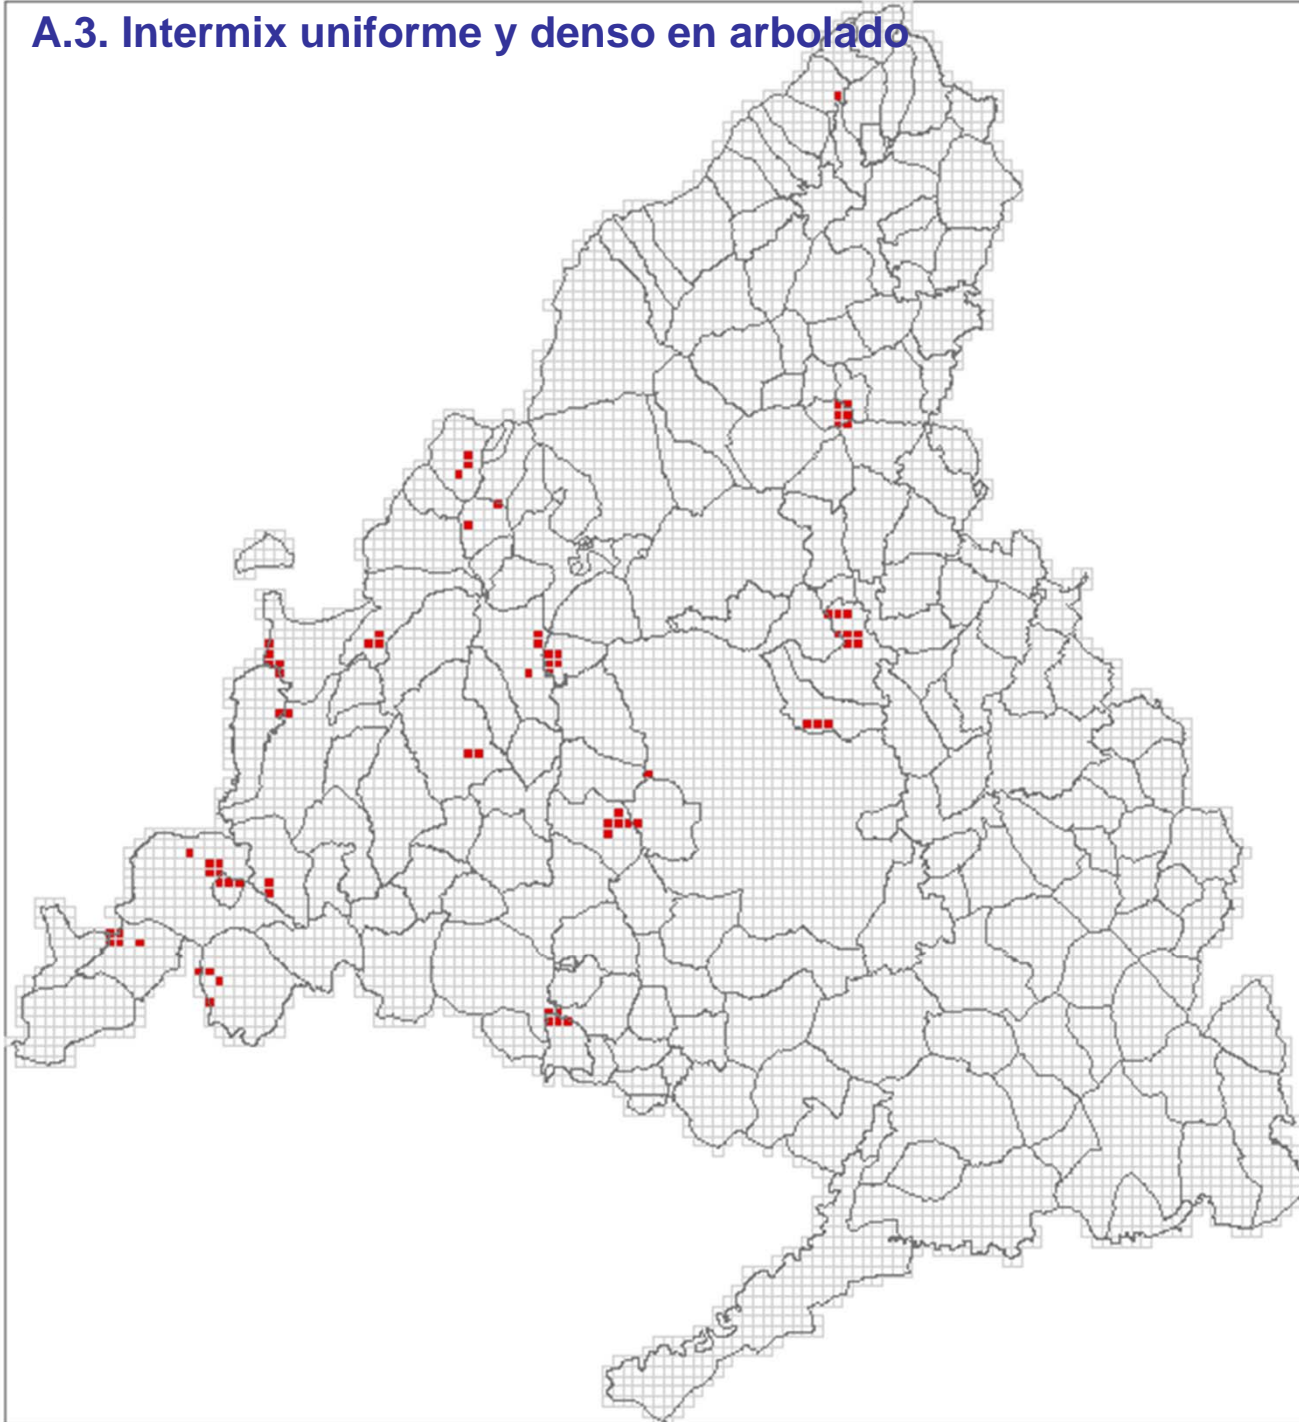 A.3. Intermix uniforme y denso en arbolado